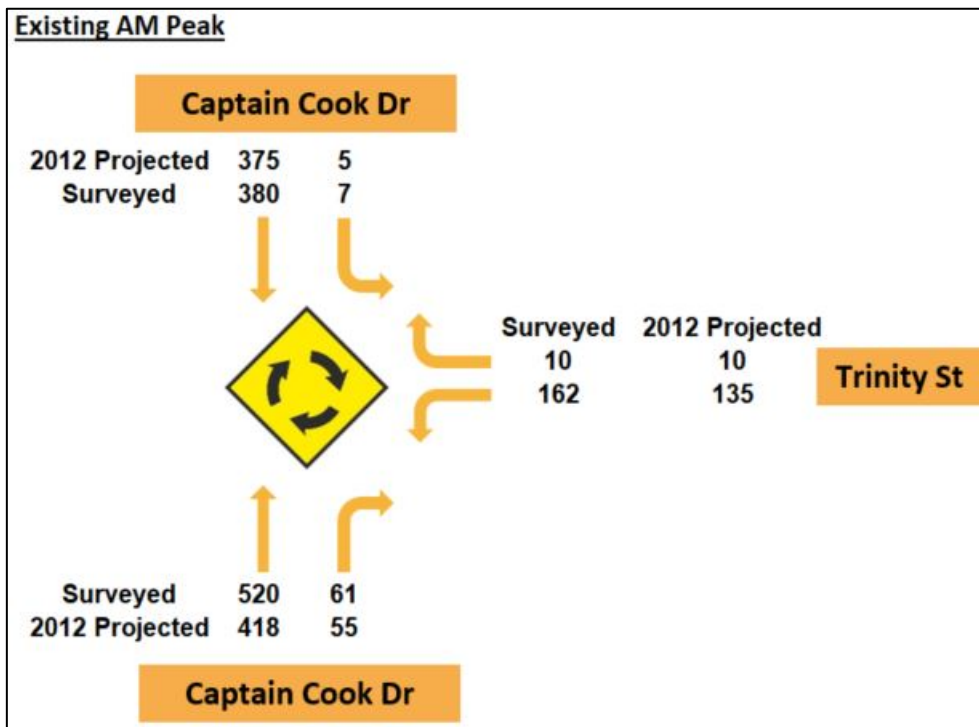 Existing AM Peak
Captain Cook Dr
2012 Projected 375 5
Surveyed 380 7
Surveyed 2012 Projected
10 10
162 135
Trinity St
Surveyed 520 61
2012 Projected 418 55
Captain Cook Dr